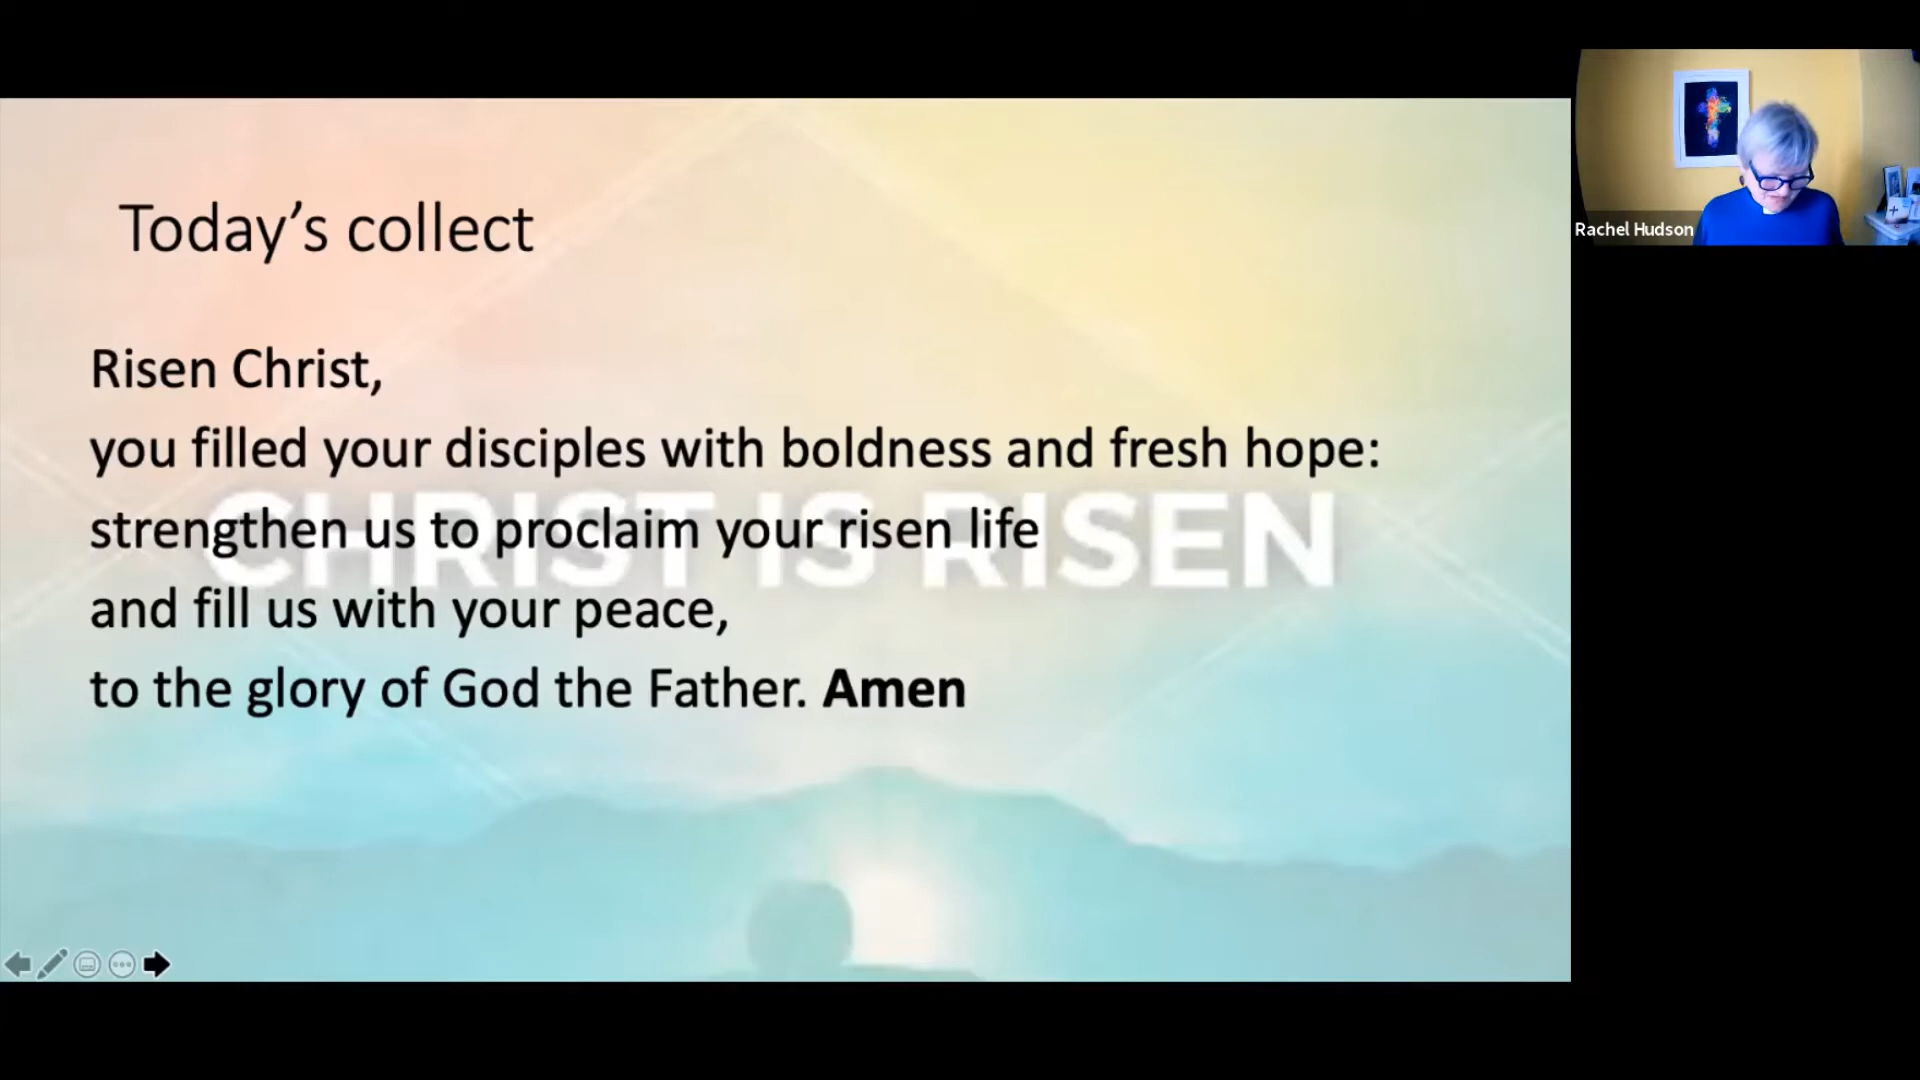 Today’s collect
Risen Christ,
you filled your disciples with boldness and fresh hope:
strengthen us to proclaim your risen life
and fill us with your peace,
to the glory of God the Father. Amen
CHRIST IS RISEN
Rachel Hudson